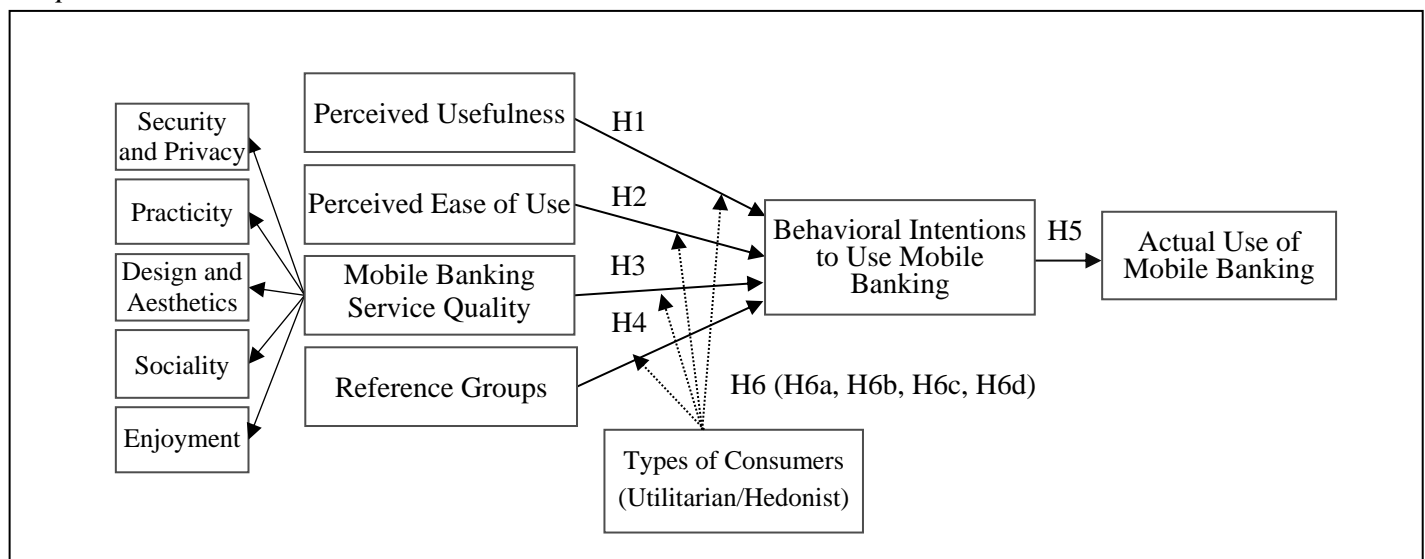 Security
and Privacy
Practicity
Design and
Aesthetics
Sociality
Enjoyment
Perceived Usefulness
Perceived Ease of Use
Mobile Banking
Service Quality
Reference Groups
H1
H2
H3
H4
Behavioral Intentions
to Use Mobile
Banking
H5
Actual Use of
Mobile Banking
H6 (H6a, H6b, H6c, H6d)
Types of Consumers
(Utilitarian/Hedonist)